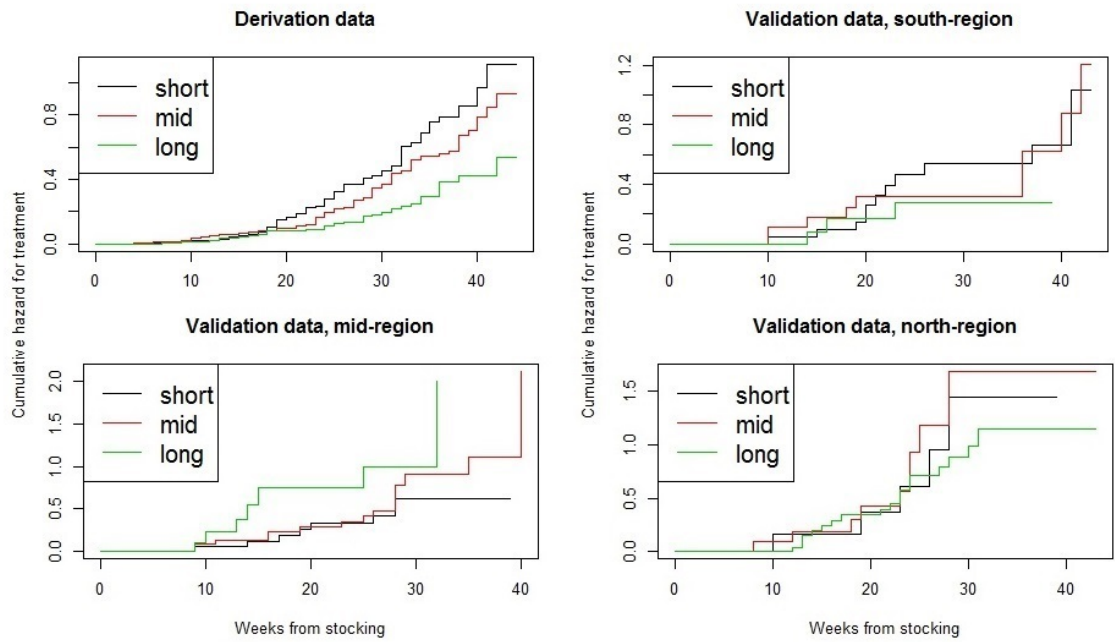 Derivation data
short
mid
long
0.0 0.4 0.8
0 10 20 30 40
Cumulative hazard for treatment
Validation data, south-region
short
mid
long
0.0 0.4 0.8 1.2
0 10 20 30 40
Cumulative hazard for treatment
Validation data, mid-region
short
mid
long
0.0 0.5 1.0 1.5 2.0
0 10 20 30 40
Weeks from stocking
Validation data, north-region
short
mid
long
0.0 0.5 1.0 1.5
0 10 20 30 40
Weeks from stocking